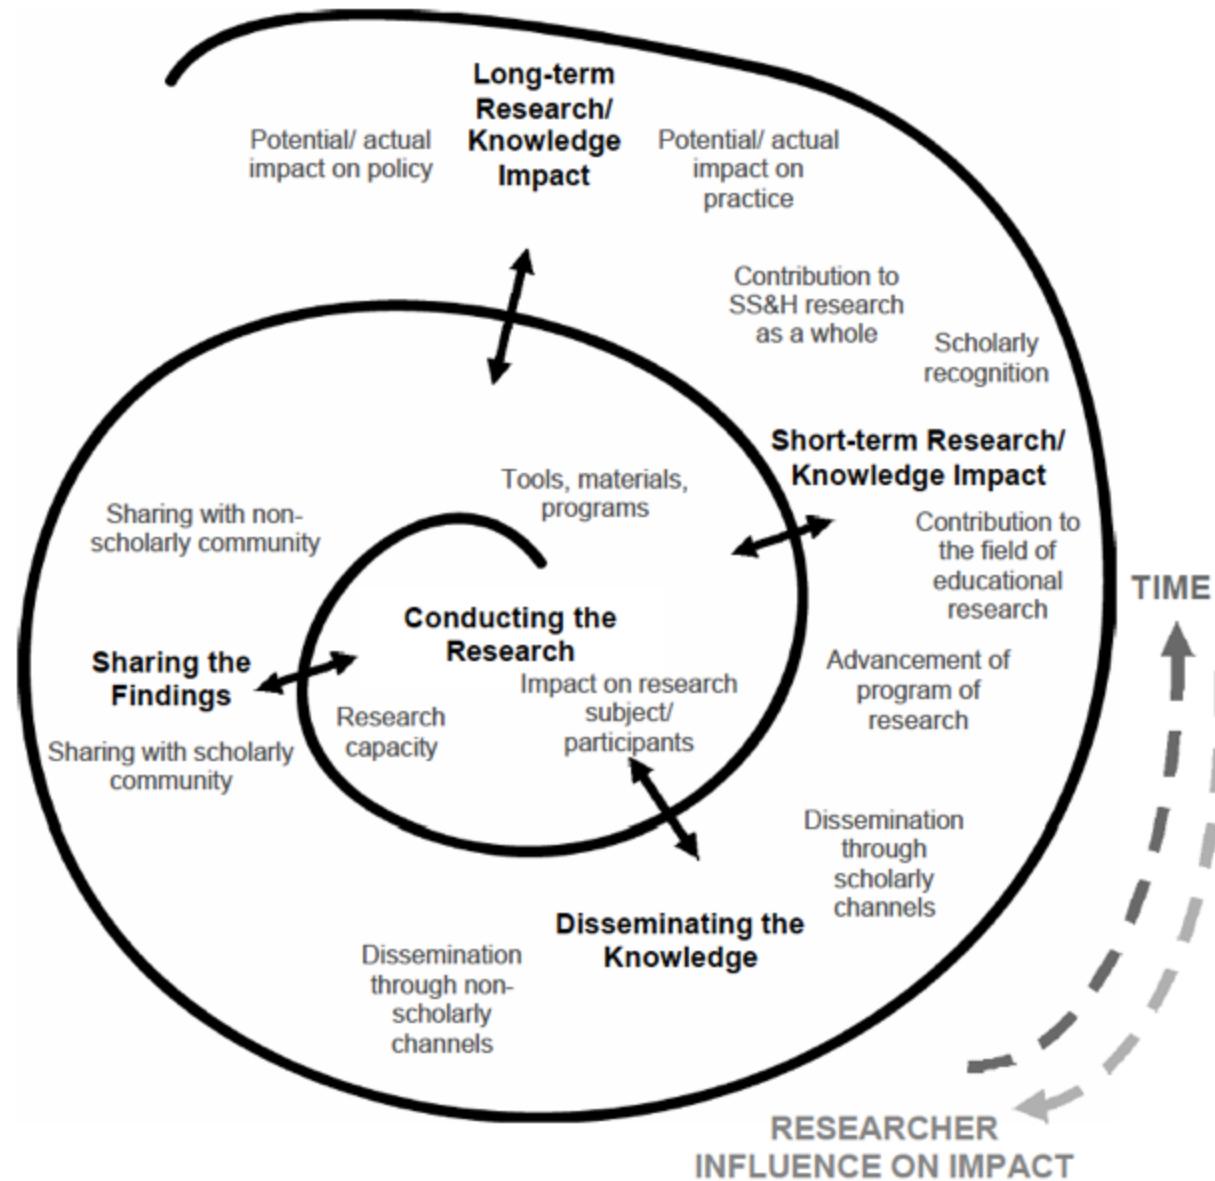 Long-term
Research/
Knowledge
Impact
Potential/ actual
impact on policy
Potential/ actual
impact on
practice
Contribution to
SS&H research
as a whole
Scholarly
recognition
Short-term Research/
Knowledge Impact
Contribution to
the field of
educational
research
Advancement of
program of
research
Tools, materials,
programs
Sharing with non-
scholarly community
Conducting the
Research
Sharing the
Findings
Impact on research
subject/
participants
Research
capacity
Sharing with scholarly
community
Dissemination
through
scholarly
channels
Disseminating the
Knowledge
Dissemination
through non-
scholarly
channels
TIME
RESEARCHER
INFLUENCE ON IMPACT